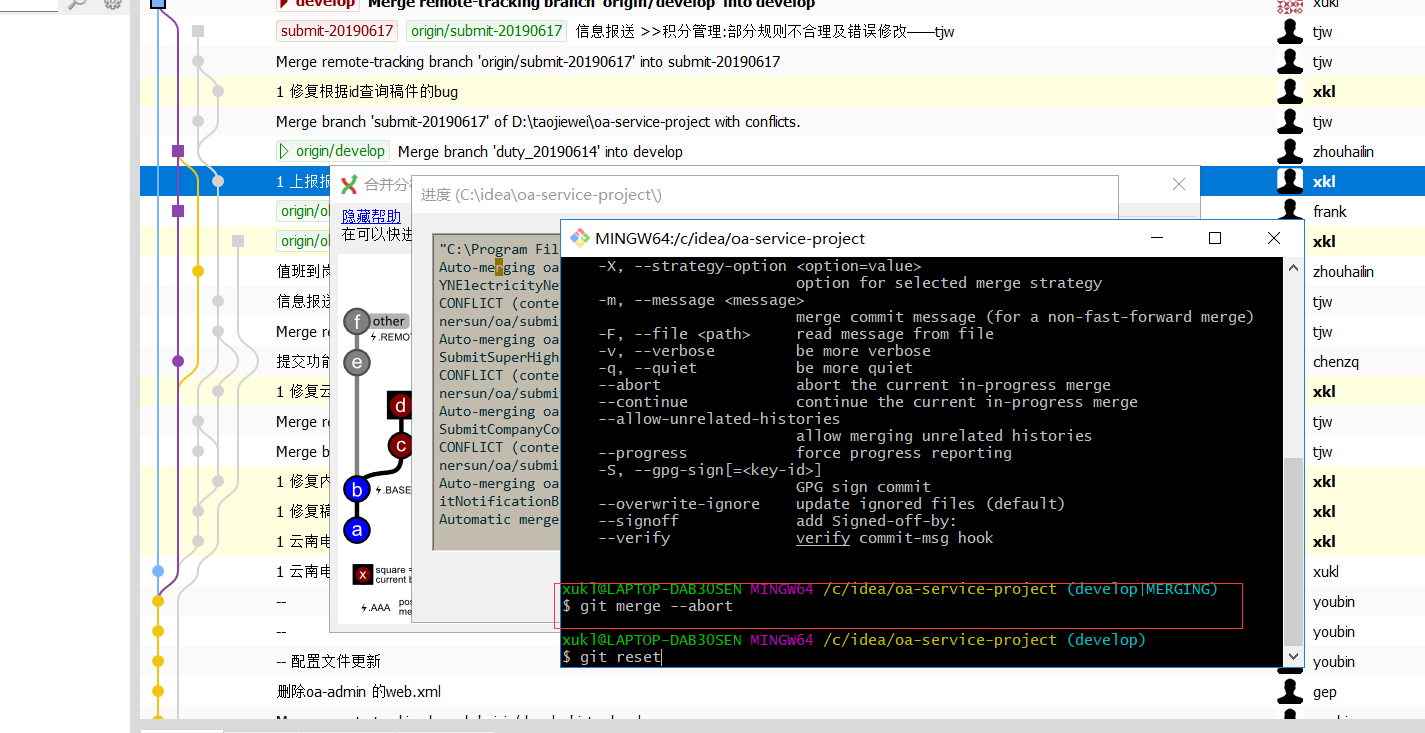 develop Merge remote-tracking branch 'origin/develop' into develop xukl
submit-20190617 origin/submit-20190617 信息报送 >>积分管理:部分规则不合理及错误修改——tjw tjw
Merge remote-tracking branch 'origin/submit-20190617' into submit-20190617 tjw
1 修复根据id查询稿件的bug xkl
Merge branch 'submit-20190617' of D:\taojiewei\oa-service-project with conflicts. tjw
origin/develop Merge branch 'duty_20190614' into develop zhouhailin
1 上报报 xkl
origin/ol frank
origin/ol xkl
值班到岗 zhouhailin
信息报送 tjw
Merge re tjw
提交功能 chenzq
1 修复云 xkl
Merge re tjw
Merge b tjw
1 修复内 xkl
1 修复稿 xkl
1 云南电 xkl
1 云南电 xukl
-- youbin
-- youbin
-- 配置文件更新 youbin
删除oa-admin 的web.xml gep
合并分
隐藏帮助
在可以快进
f other
.REMOT
e
d
c
b .BASE
a
x square =
current b
.AAA pos
me
进度 (C:\idea\oa-service-project\)
"C:\Program Fil
Auto-merging oa
YNElectricityNe
CONFLICT (conte
nersun/oa/submi
Auto-merging oa
SubmitSuperHigh
CONFLICT (conte
nersun/oa/submi
Auto-merging oa
SubmitCompanyCo
CONFLICT (conte
nersun/oa/submi
Auto-merging oa
itNotificationB
Automatic merge
MINGW64:/c/idea/oa-service-project
-X, --strategy-option <option=value>
option for selected merge strategy
-m, --message <message>
merge commit message (for a non-fast-forward merge)
-F, --file <path> read message from file
-v, --verbose be more verbose
-q, --quiet be more quiet
--abort abort the current in-progress merge
--continue continue the current in-progress merge
--allow-unrelated-histories
allow merging unrelated histories
--progress force progress reporting
-S, --gpg-sign[=<key-id>]
GPG sign commit
--overwrite-ignore update ignored files (default)
--signoff add Signed-off-by:
--verify verify commit-msg hook
xukl@LAPTOP-DAB3OSEN MINGW64 /c/idea/oa-service-project (develop|MERGING)
$ git merge --abort
xukl@LAPTOP-DAB3OSEN MINGW64 /c/idea/oa-service-project (develop)
$ git reset